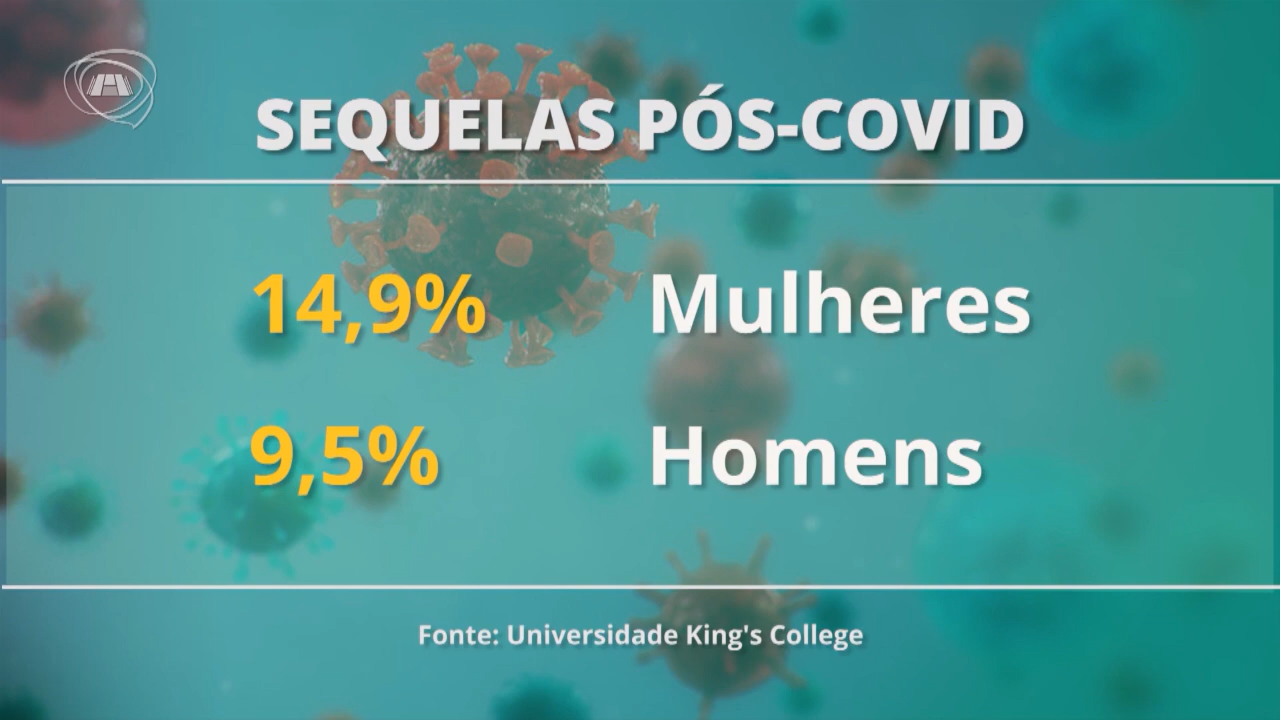 SEQUELAS PÓS-COVID
14,9% Mulheres
9,5% Homens
Fonte: Universidade King's College